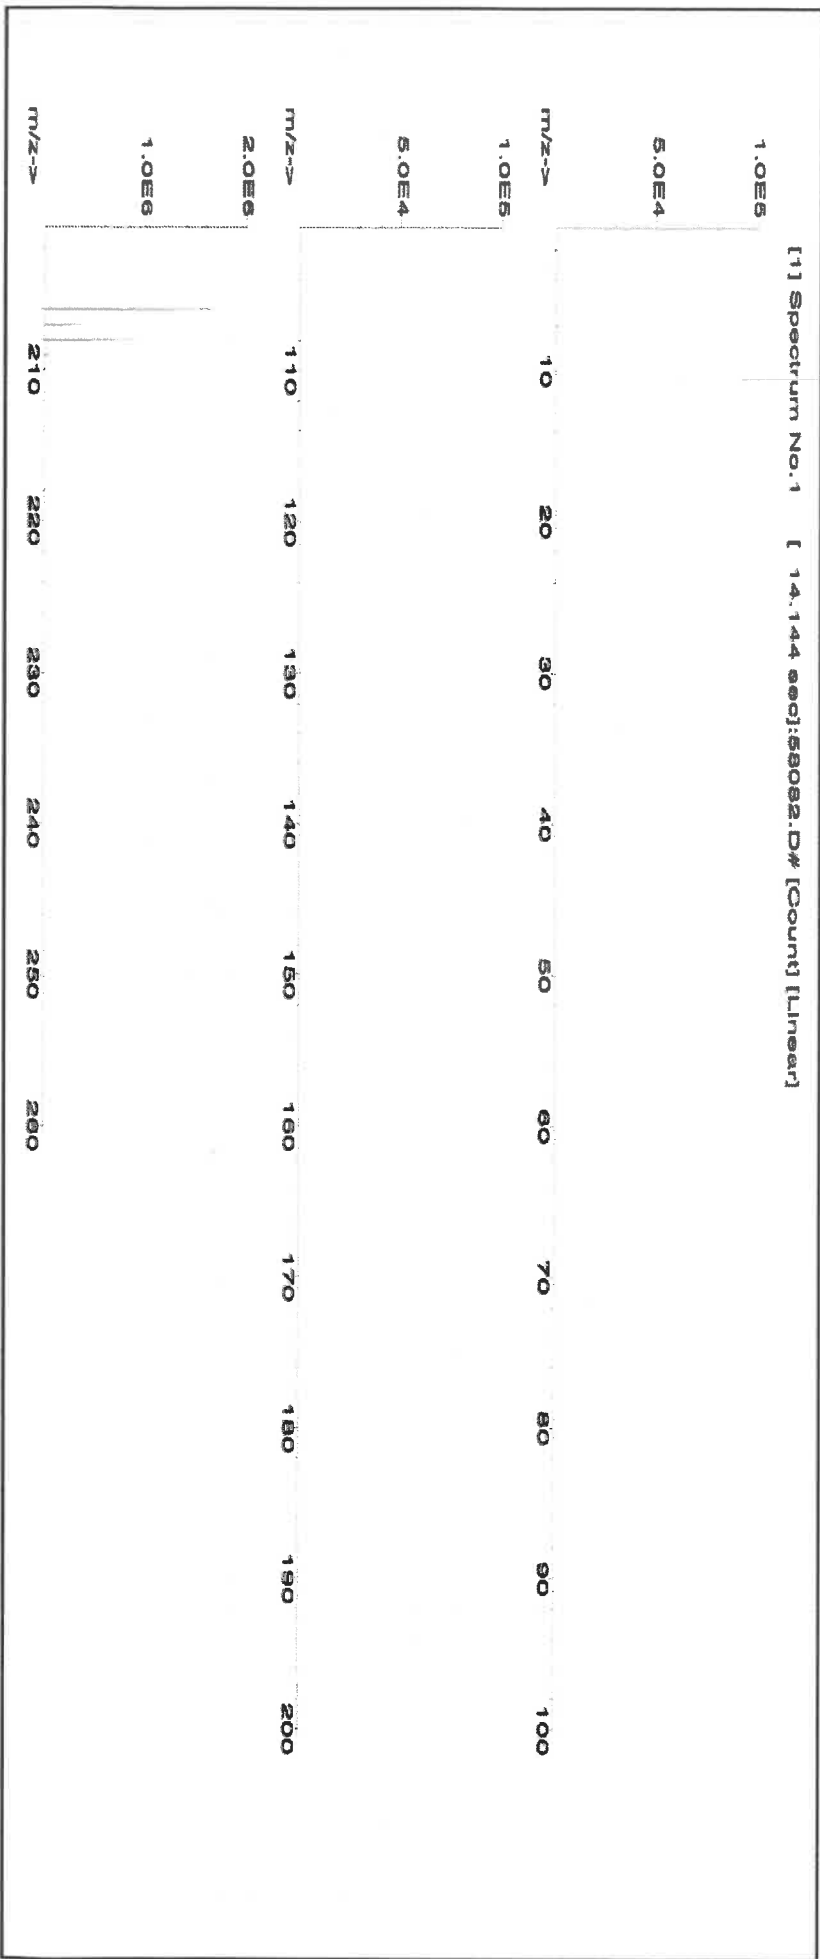 [1] Spectrum No.1 [ 14.144 sec]:58082.D# [Count] [Linear]
1.0E5
5.0E4
m/z-> 10 20 30 40 50 60 70 80 90 100
1.0E5
5.0E4
m/z-> 110 120 130 140 150 160 170 180 190 200
2.0E6
1.0E6
m/z-> 210 220 230 240 250 260